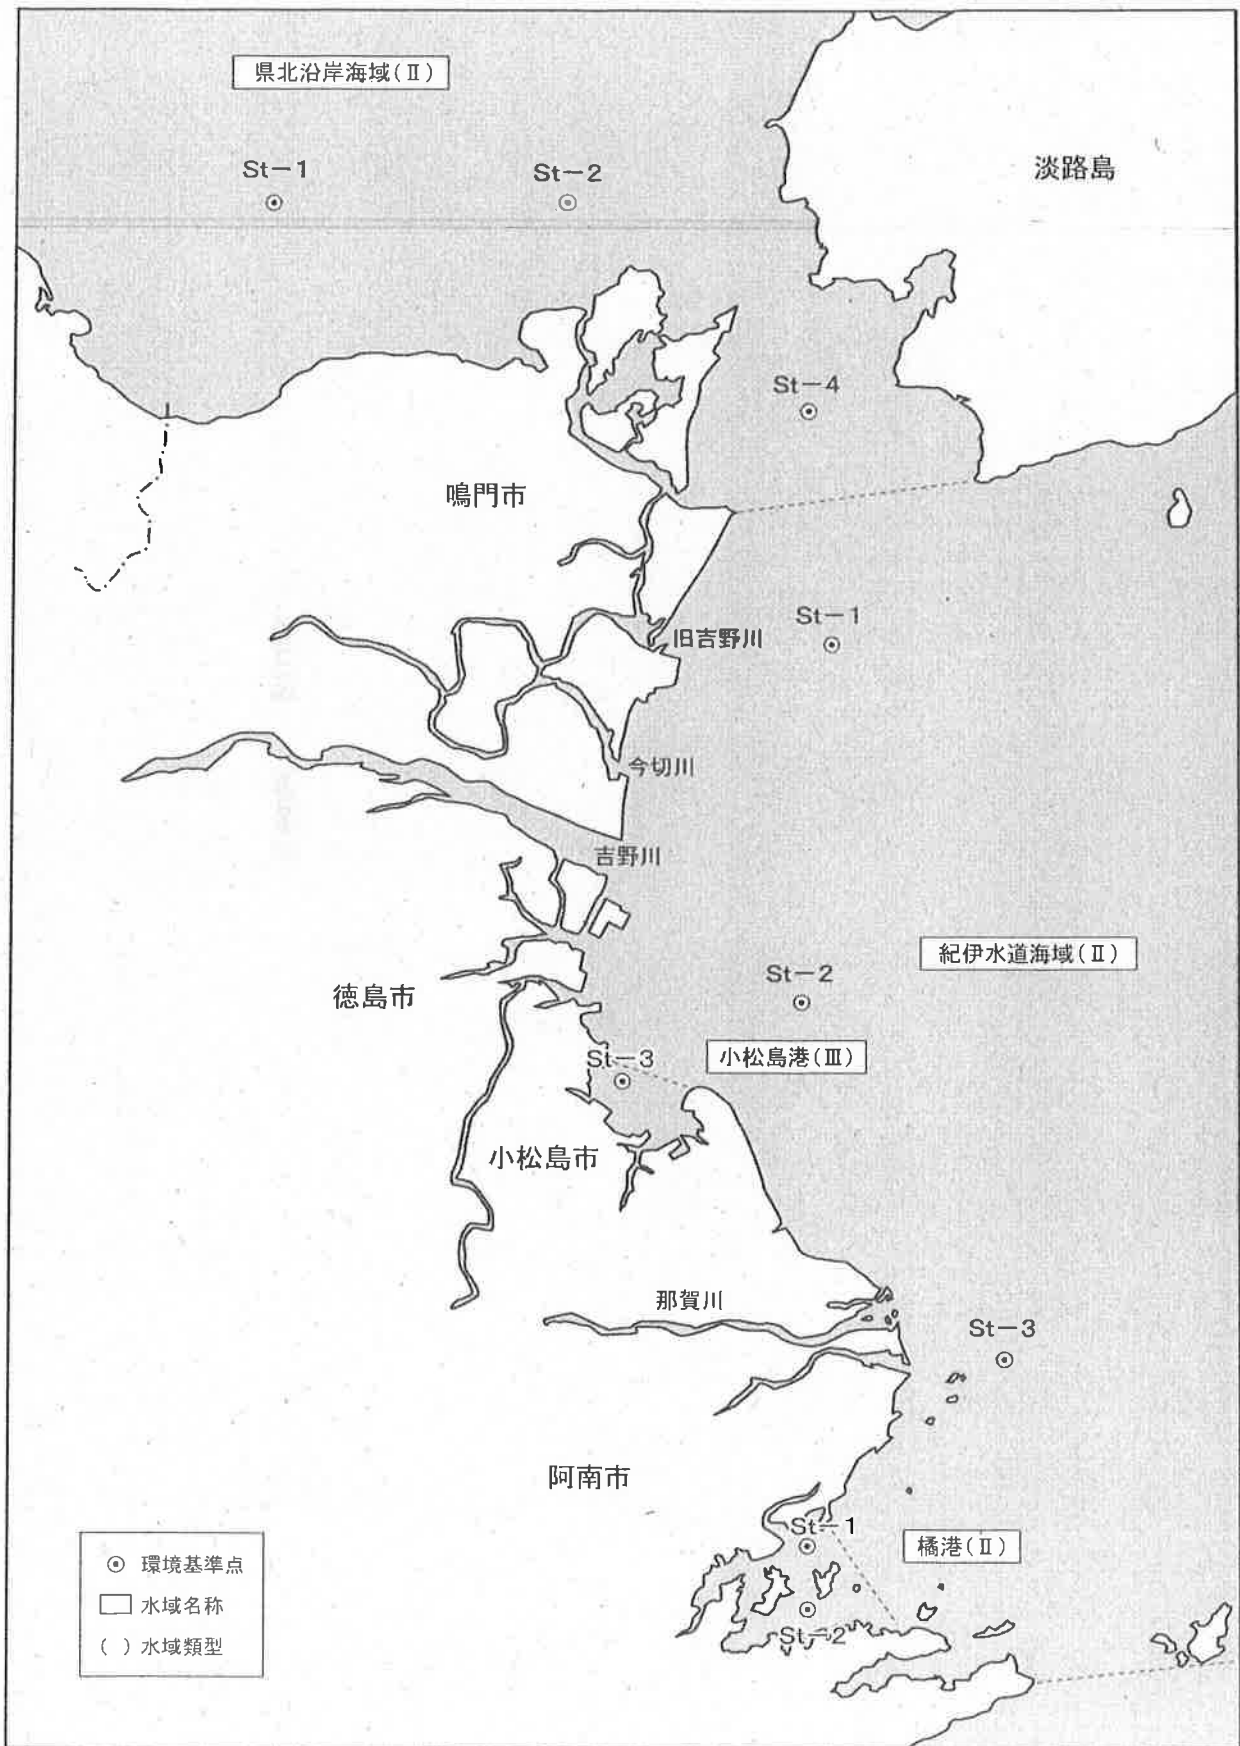 県北沿岸海域(Ⅱ)
St-1
St-2
淡路島
St-4
鳴門市
St-1
旧吉野川
今切川
吉野川
紀伊水道海域(Ⅱ)
St-2
徳島市
小松島港(Ⅲ)
St-3
小松島市
那賀川
St-3
阿南市
St-1
橘港(Ⅱ)
St-2
環境基準点
水域名称
( ) 水域類型